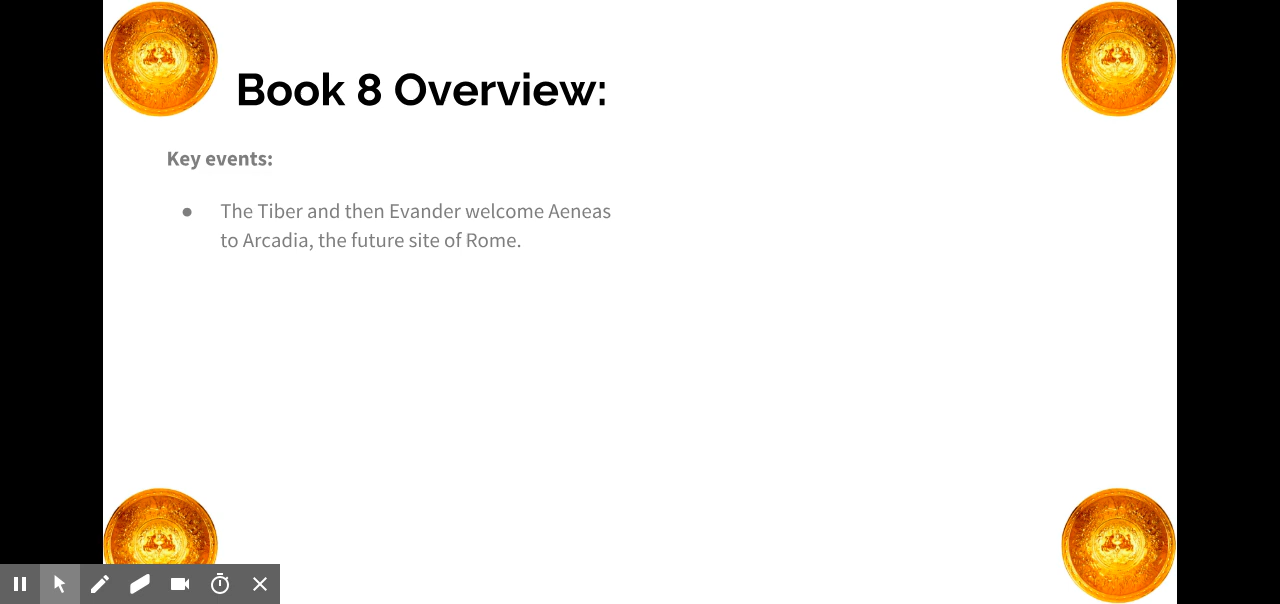 Book 8 Overview:
Key events:
● The Tiber and then Evander welcome Aeneas
to Arcadia, the future site of Rome.